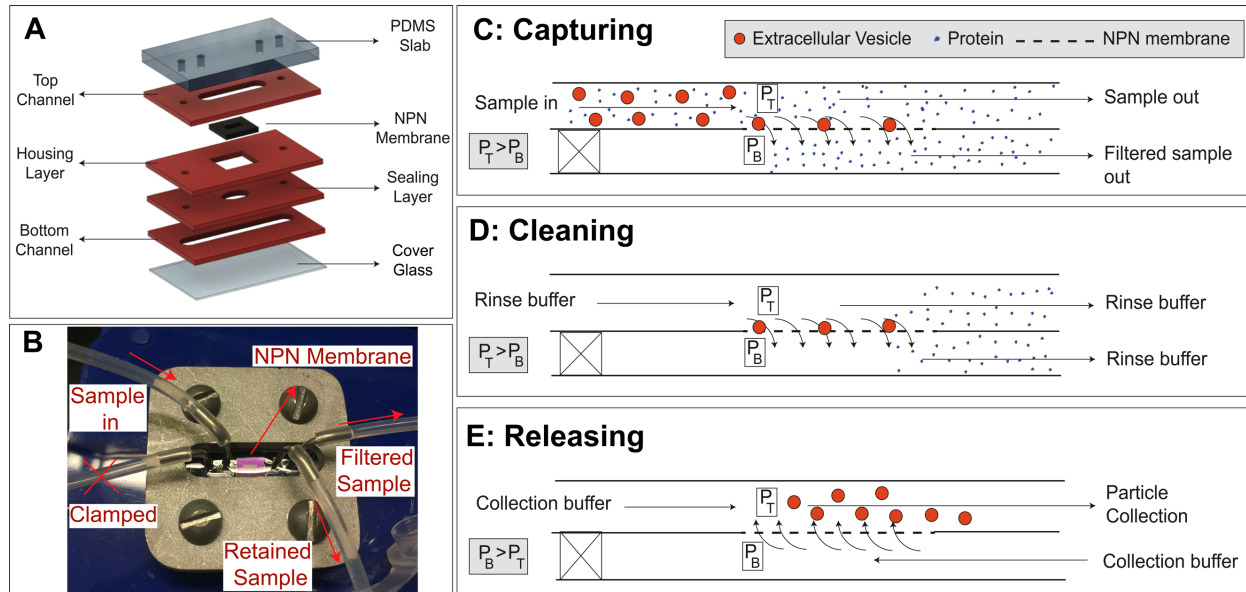 A
PDMS
Slab
Top
Channel
NPN
Membrane
Housing
Layer
Sealing
Layer
Bottom
Channel
Cover
Glass
B
NPN Membrane
Sample
in
Filtered
Sample
Clamped
Retained
Sample
C: Capturing
Extracellular Vesicle
Protein
NPN membrane
Sample in
PT
Sample out
PT>PB
PB
Filtered sample
out
D: Cleaning
Rinse buffer
PT
Rinse buffer
PT>PB
PB
Rinse buffer
E: Releasing
Collection buffer
PT
Particle
Collection
PB>PT
PB
Collection buffer